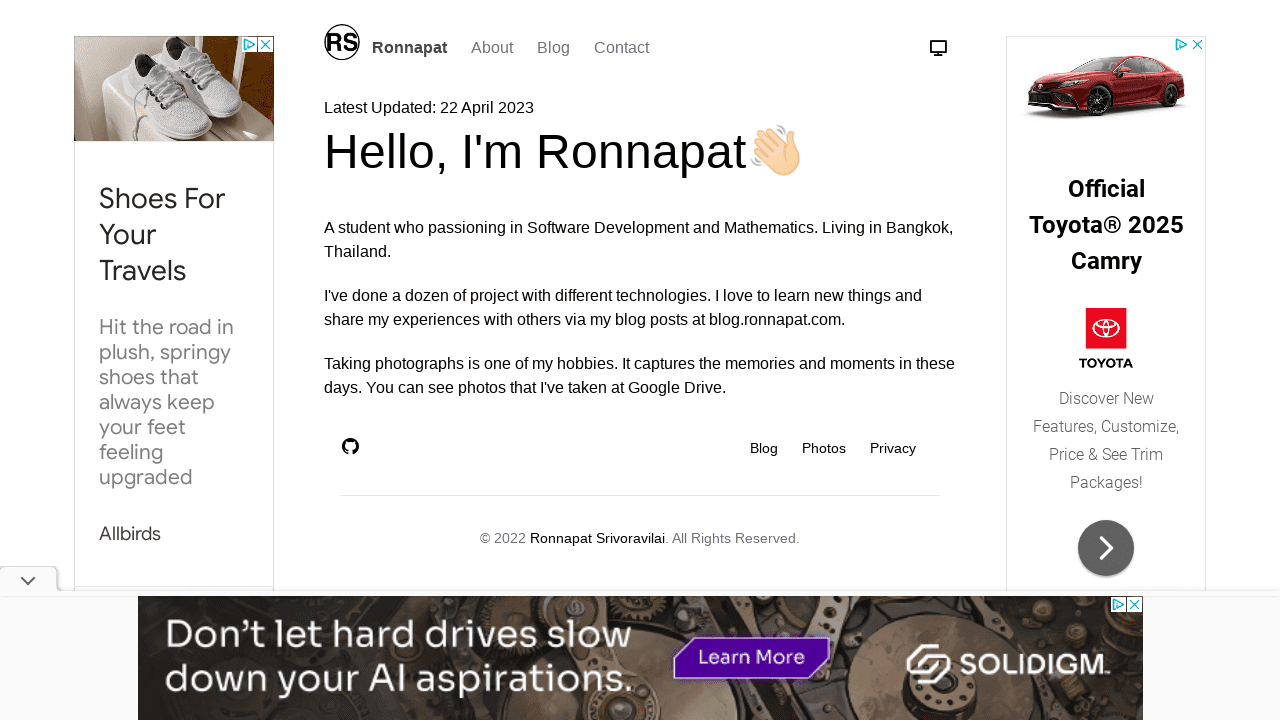 RS
Ronnapat About Blog Contact
Latest Updated: 22 April 2023
Hello, I'm Ronnapat
A student who passioning in Software Development and Mathematics. Living in Bangkok,
Thailand.
I've done a dozen of project with different technologies. I love to learn new things and
share my experiences with others via my blog posts at blog.ronnapat.com.
Taking photographs is one of my hobbies. It captures the memories and moments in these
days. You can see photos that I've taken at Google Drive.
Blog Photos Privacy
© 2022 Ronnapat Srivoravilai. All Rights Reserved.
Shoes For
Your
Travels
Hit the road in
plush, springy
shoes that
always keep
your feet
feeling
upgraded
Allbirds
Official
Toyota® 2025
Camry
TOYOTA
Discover New
Features, Customize,
Price & See Trim
Packages!
Don't let hard drives slow
down your AI aspirations.
Learn More
SOLIDIGM™